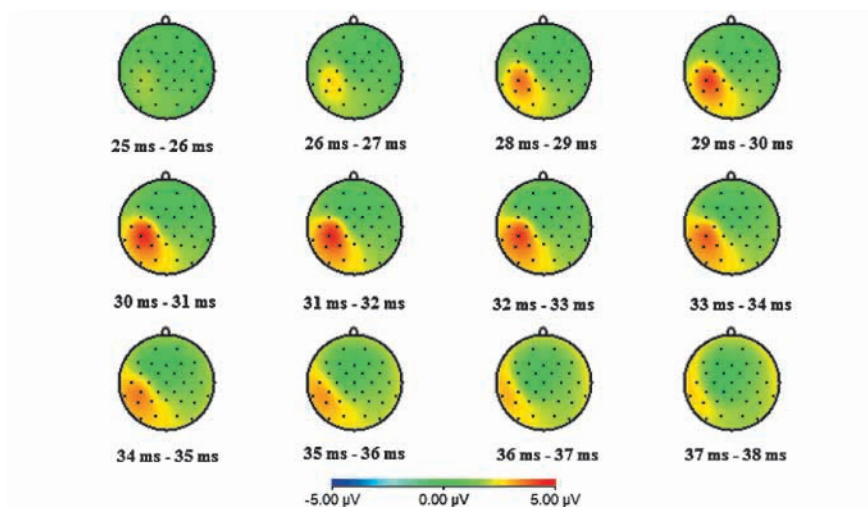 25 ms - 26 ms 26 ms - 27 ms 28 ms - 29 ms 29 ms - 30 ms
30 ms - 31 ms 31 ms - 32 ms 32 ms - 33 ms 33 ms - 34 ms
34 ms - 35 ms 35 ms - 36 ms 36 ms - 37 ms 37 ms - 38 ms
-5.00 µV 0.00 µV 5.00 µV